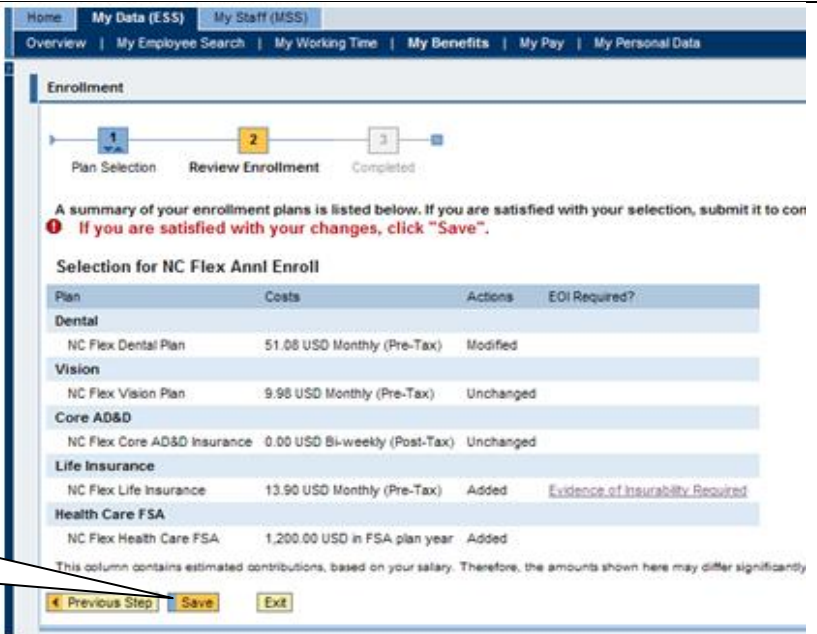 Home My Data (ESS) My Staff (MSS)
Overview | My Employee Search | My Working Time | My Benefits | My Pay | My Personal Data
Enrollment
1 2 3
Plan Selection Review Enrollment Completed
A summary of your enrollment plans is listed below. If you are satisfied with your selection, submit it to con
If you are satisfied with your changes, click "Save".
Selection for NC Flex Annl Enroll
Plan Costs Actions EOI Required?
Dental
NC Flex Dental Plan 51.08 USD Monthly (Pre-Tax) Modified
Vision
NC Flex Vision Plan 9.98 USD Monthly (Pre-Tax) Unchanged
Core AD&D
NC Flex Core AD&D Insurance 0.00 USD Bi-weekly (Post-Tax) Unchanged
Life Insurance
NC Flex Life Insurance 13.90 USD Monthly (Pre-Tax) Added Evidence of Insurability Required
Health Care FSA
NC Flex Health Care FSA 1,200.00 USD in FSA plan year Added
This column contains estimated contributions, based on your salary. Therefore, the amounts shown here may differ significantly
Previous Step Save Exit